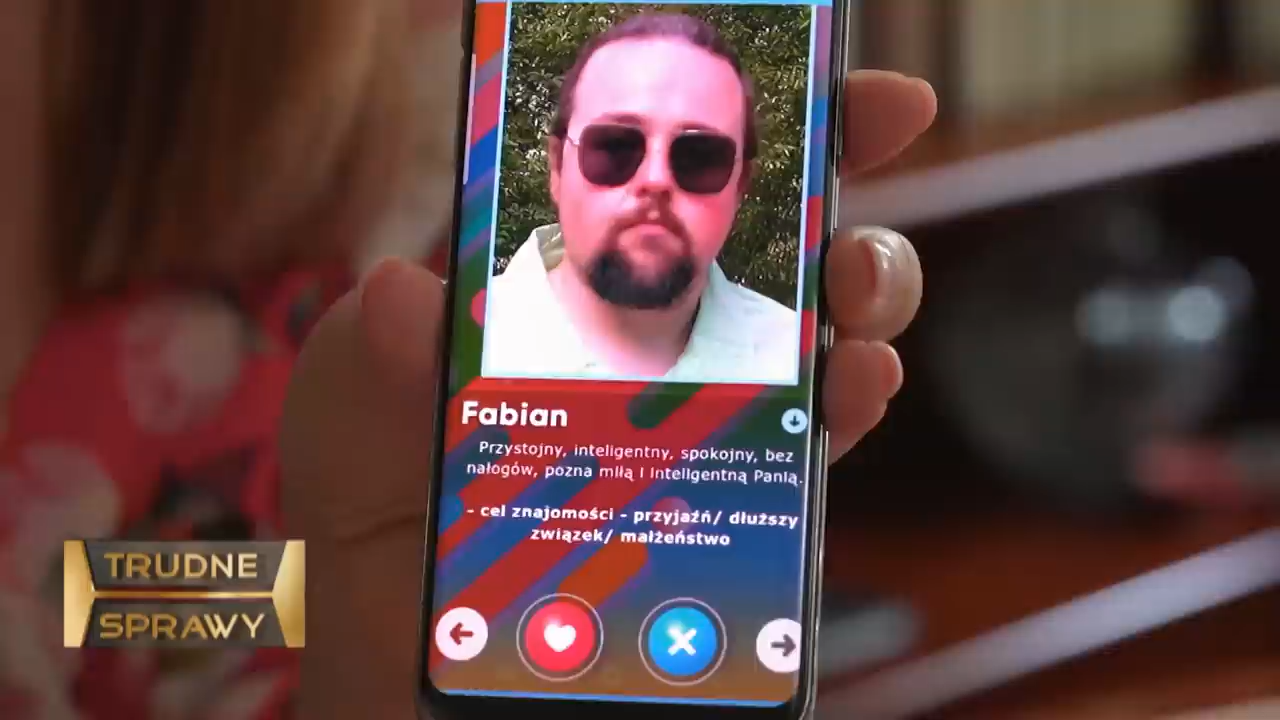 Fabian
Przystojny, inteligentny, spokojny, bez
nałogów, pozna miłą i inteligentną Panią.
- cel znajomości - przyjaźń/ dłuższy
związek/ małżeństwo
TRUDNE
SPRAWY